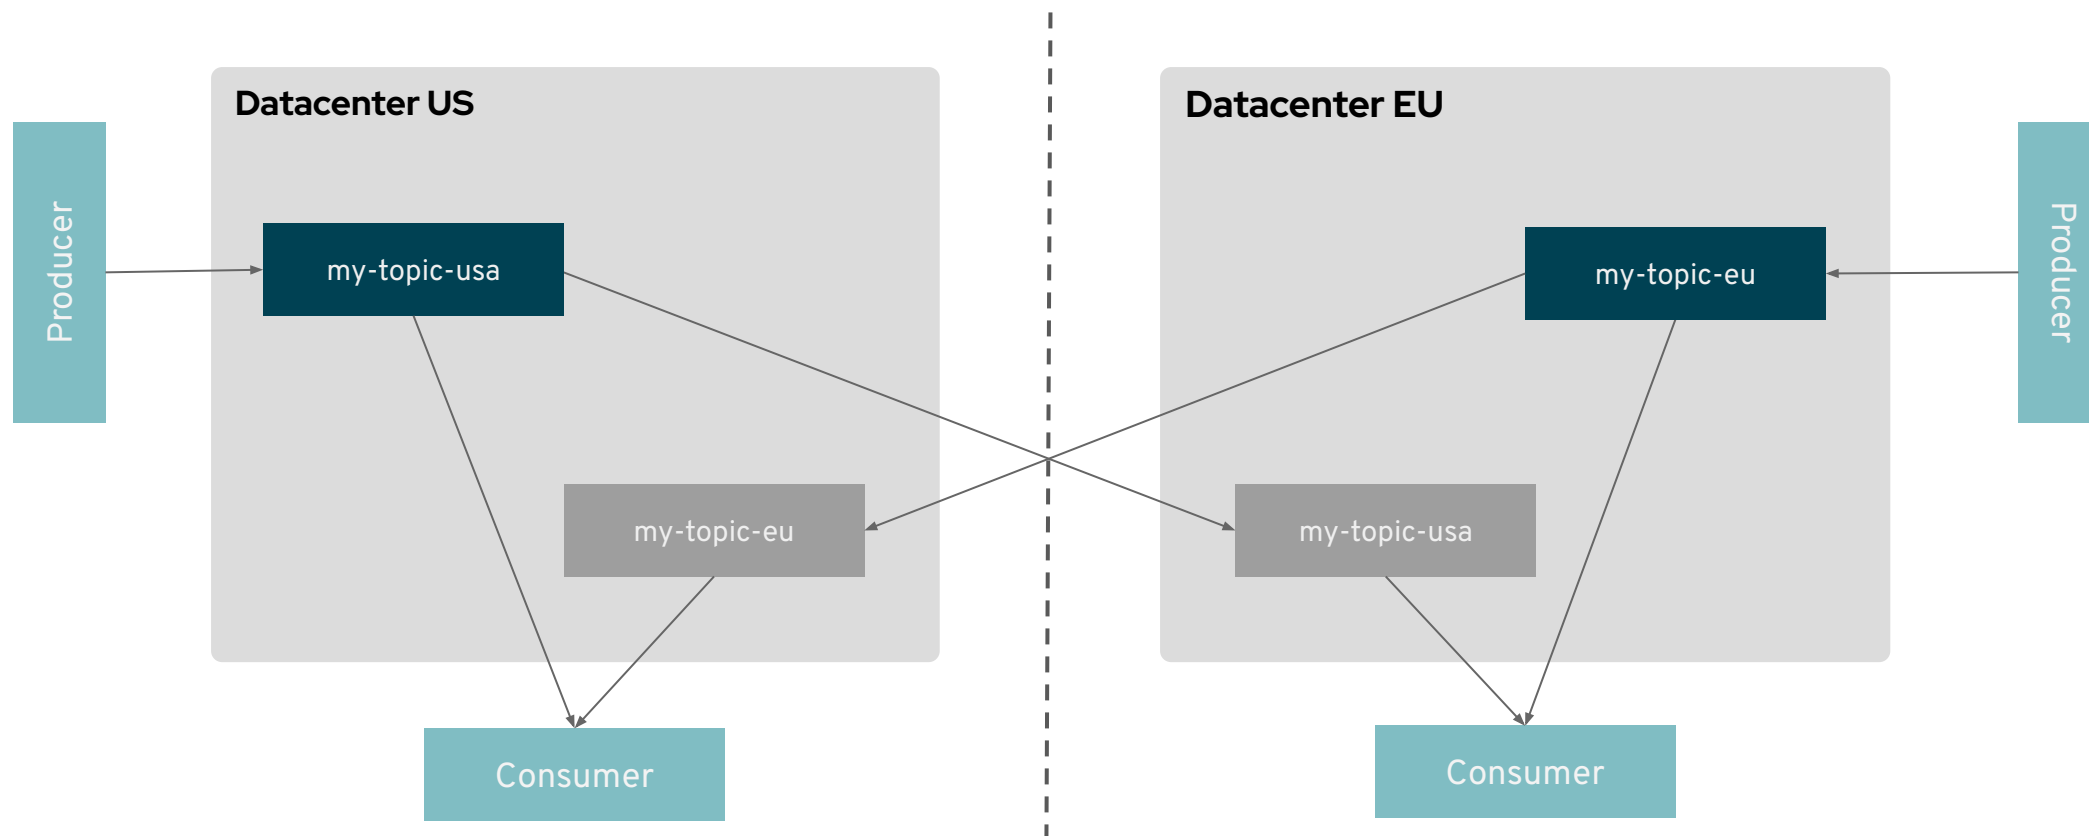 Datacenter US
Datacenter EU
Producer
my-topic-usa
my-topic-eu
Producer
my-topic-eu
my-topic-usa
Consumer
Consumer